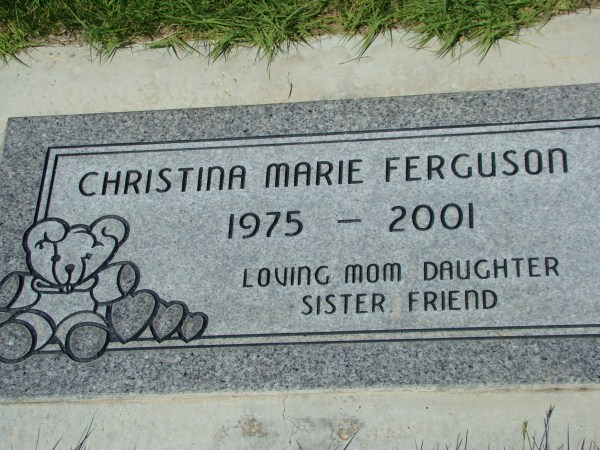 CHRISTINA MARIE FERGUSON
1975 – 2001
LOVING MOM DAUGHTER
SISTER FRIEND